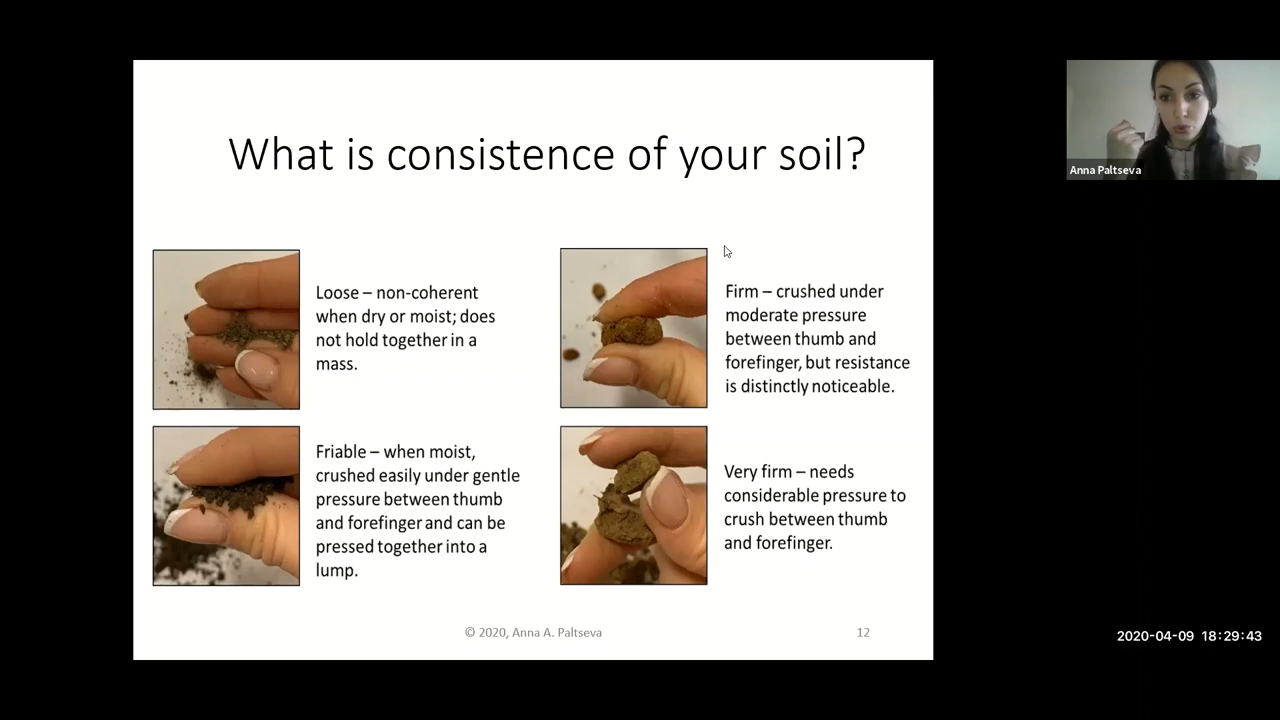 What is consistence of your soil?
Loose – non-coherent
when dry or moist; does
not hold together in a
mass.
Firm – crushed under
moderate pressure
between thumb and
forefinger, but resistance
is distinctly noticeable.
Friable – when moist,
crushed easily under gentle
pressure between thumb
and forefinger and can be
pressed together into a
lump.
Very firm – needs
considerable pressure to
crush between thumb
and forefinger.
© 2020, Anna A. Paltseva
12
Anna Paltseva
2020-04-09 18:29:43